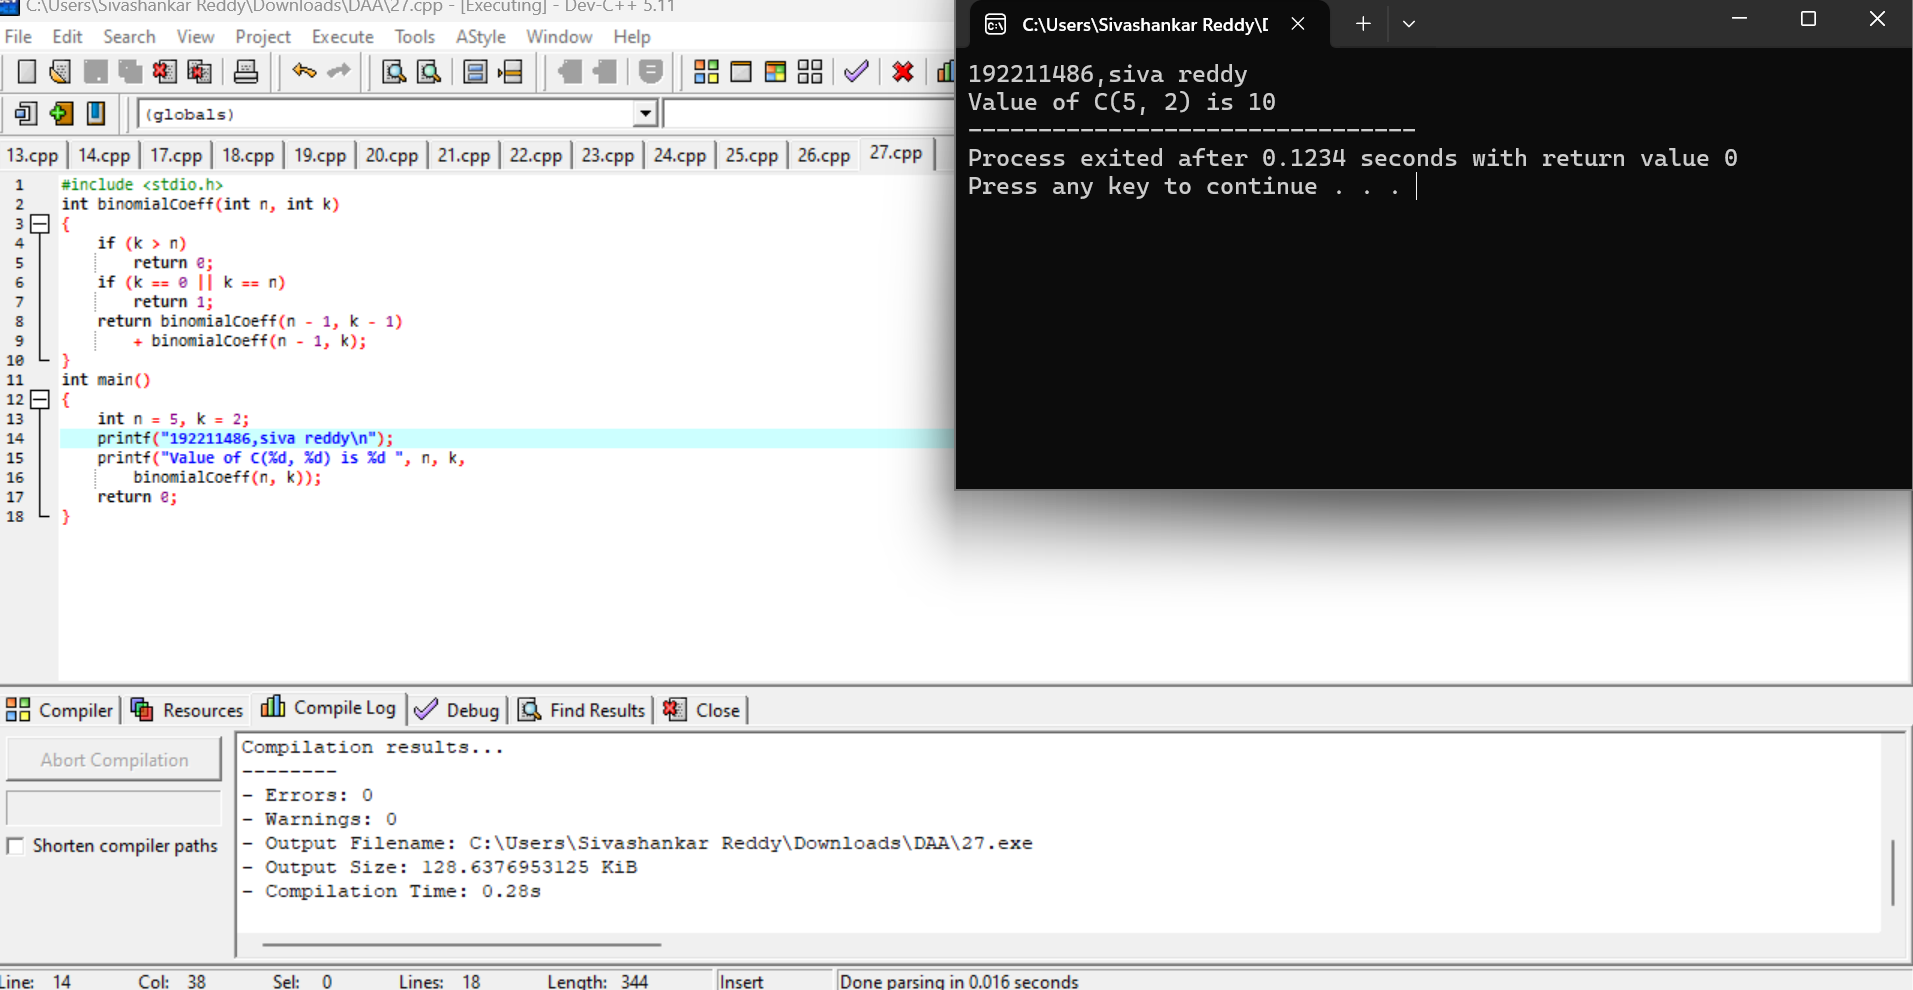 C:\Users\Sivashankar Reddy\Downloads\DAA\27.cpp - [Executing] - Dev-C++ 5.11
File Edit Search View Project Execute Tools AStyle Window Help
(globals)
13.cpp 14.cpp 17.cpp 18.cpp 19.cpp 20.cpp 21.cpp 22.cpp 23.cpp 24.cpp 25.cpp 26.cpp 27.cpp
1 #include <stdio.h>
2 int binomialCoeff(int n, int k)
3 {
4 if (k > n)
5 return 0;
6 if (k == 0 || k == n)
7 return 1;
8 return binomialCoeff(n - 1, k - 1)
9 + binomialCoeff(n - 1, k);
10 }
11 int main()
12 {
13 int n = 5, k = 2;
14 printf("192211486,siva reddy\n");
15 printf("Value of C(%d, %d) is %d ", n, k,
16 binomialCoeff(n, k));
17 return 0;
18 }
C:\Users\Sivashankar Reddy\D
192211486,siva reddy
Value of C(5, 2) is 10
--------------------------------
Process exited after 0.1234 seconds with return value 0
Press any key to continue . . .
Compiler Resources Compile Log Debug Find Results Close
Abort Compilation
Shorten compiler paths
Compilation results...
--------
- Errors: 0
- Warnings: 0
- Output Filename: C:\Users\Sivashankar Reddy\Downloads\DAA\27.exe
- Output Size: 128.6376953125 KiB
- Compilation Time: 0.28s
Line: 14 Col: 38 Sel: 0 Lines: 18 Length: 344 Insert Done parsing in 0.016 seconds